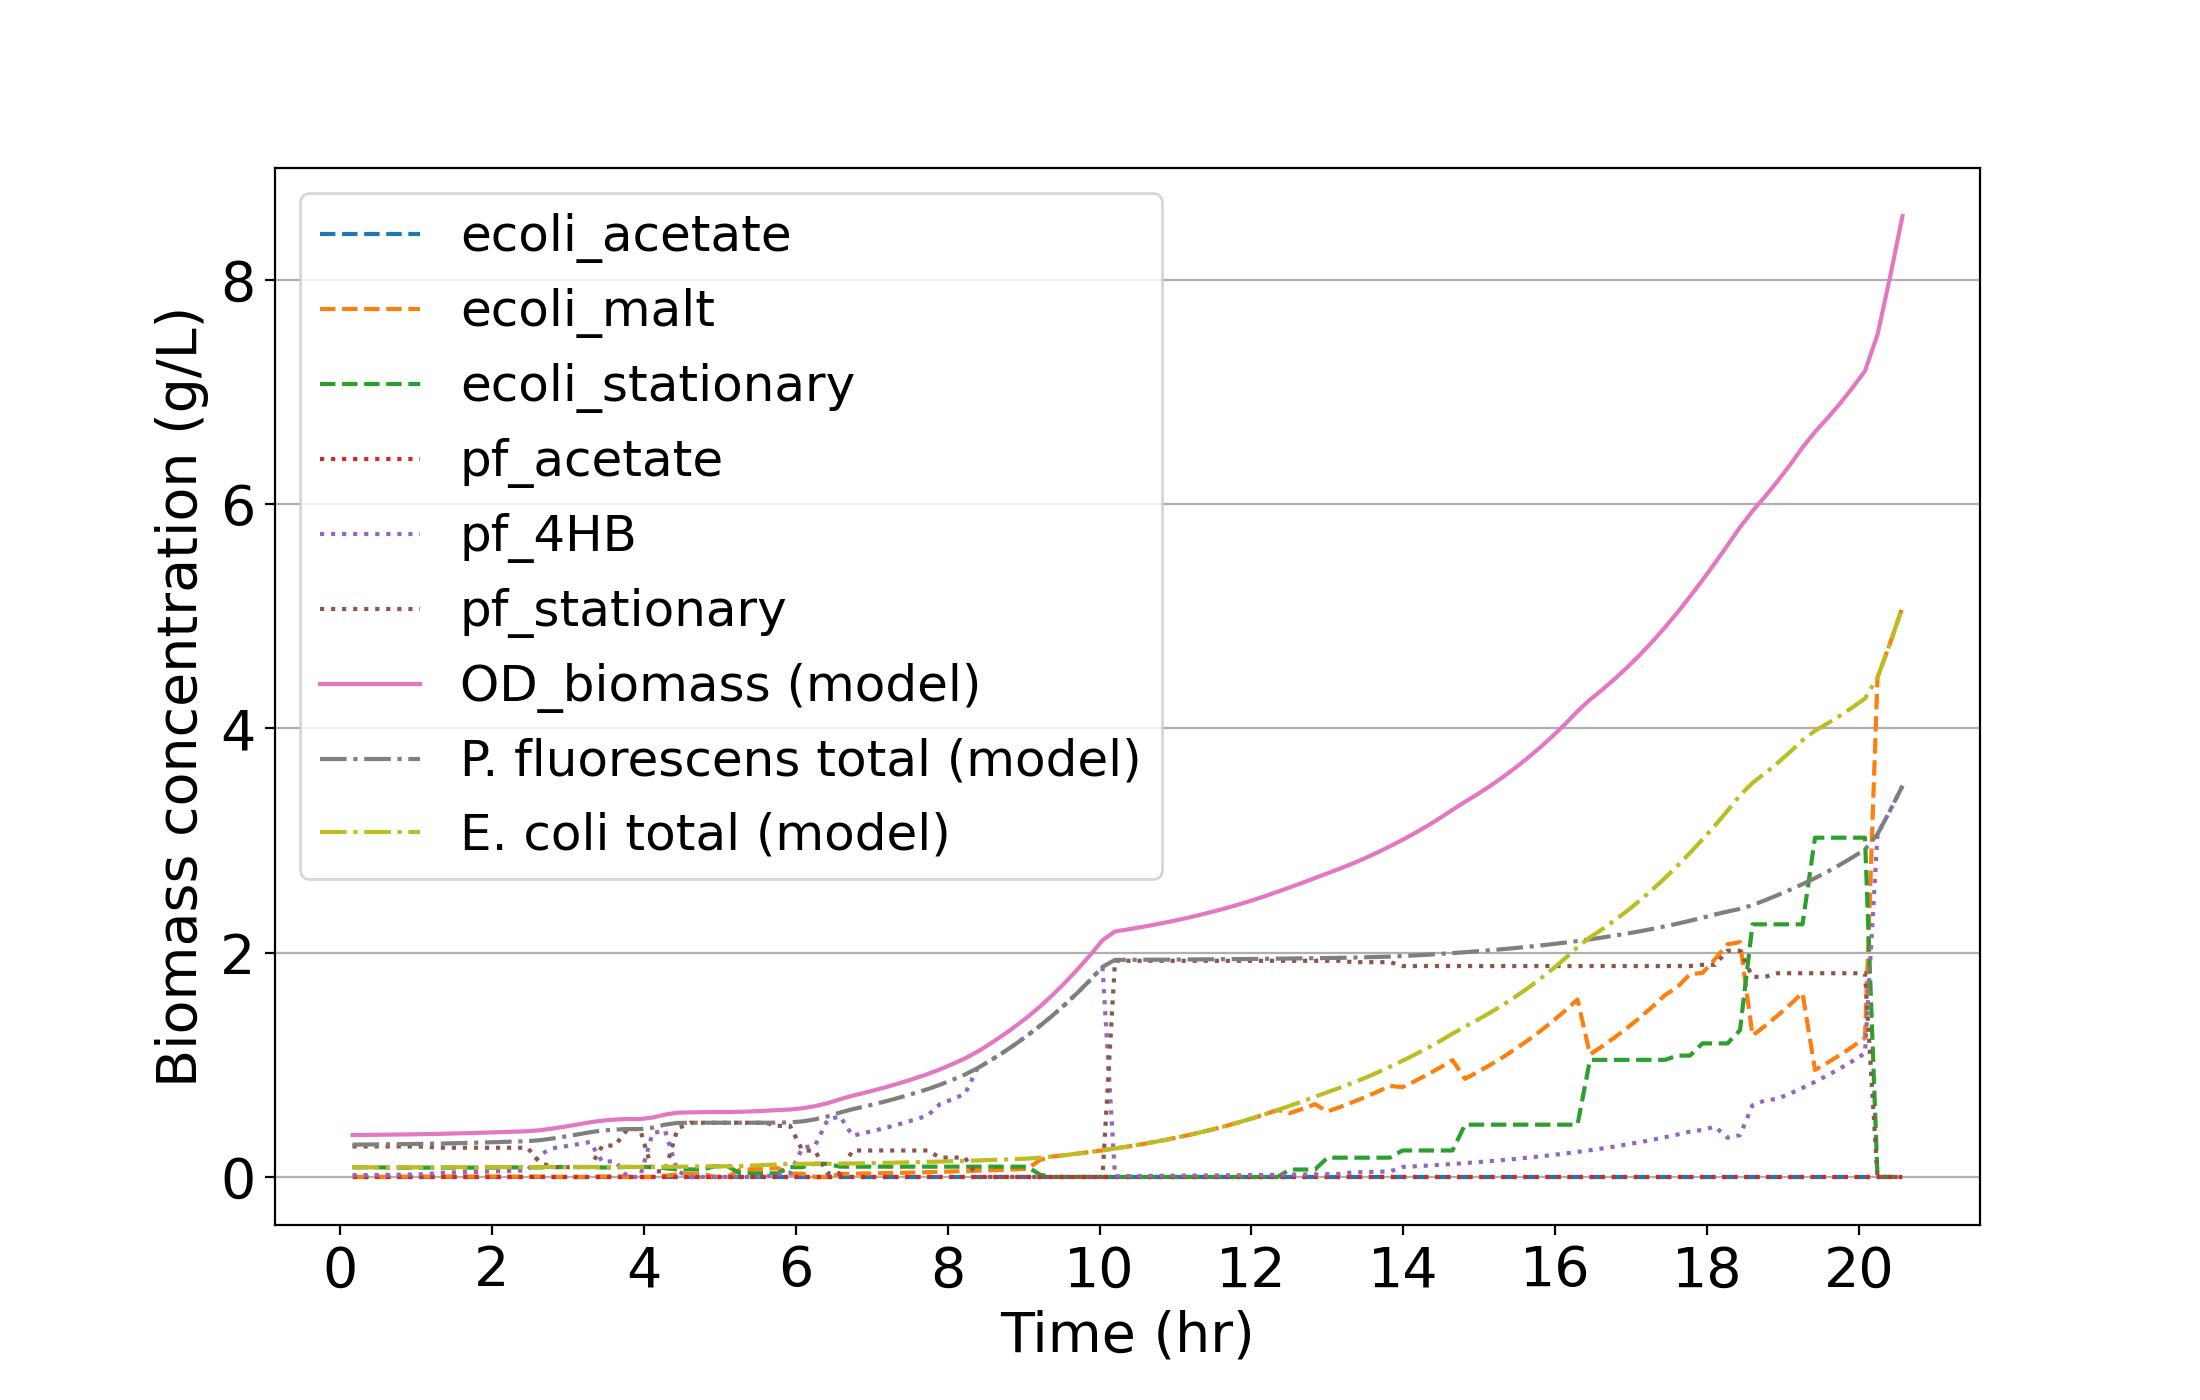 ecoli_acetate
ecoli_malt
ecoli_stationary
pf_acetate
pf_4HB
pf_stationary
OD_biomass (model)
P. fluorescens total (model)
E. coli total (model)
Biomass concentration (g/L)
8
6
4
2
0
0 2 4 6 8 10 12 14 16 18 20
Time (hr)